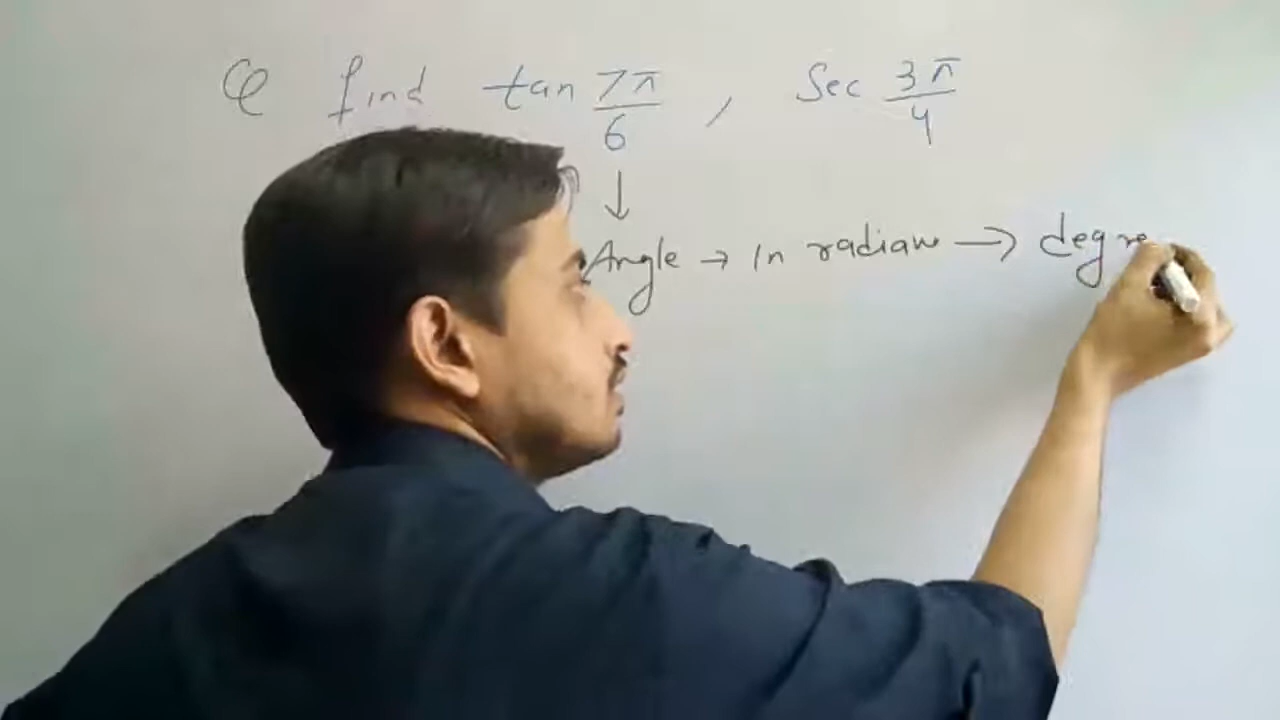 Q find tan 7π/6 , Sec 3π/4
↓
Angle → In radian → degre